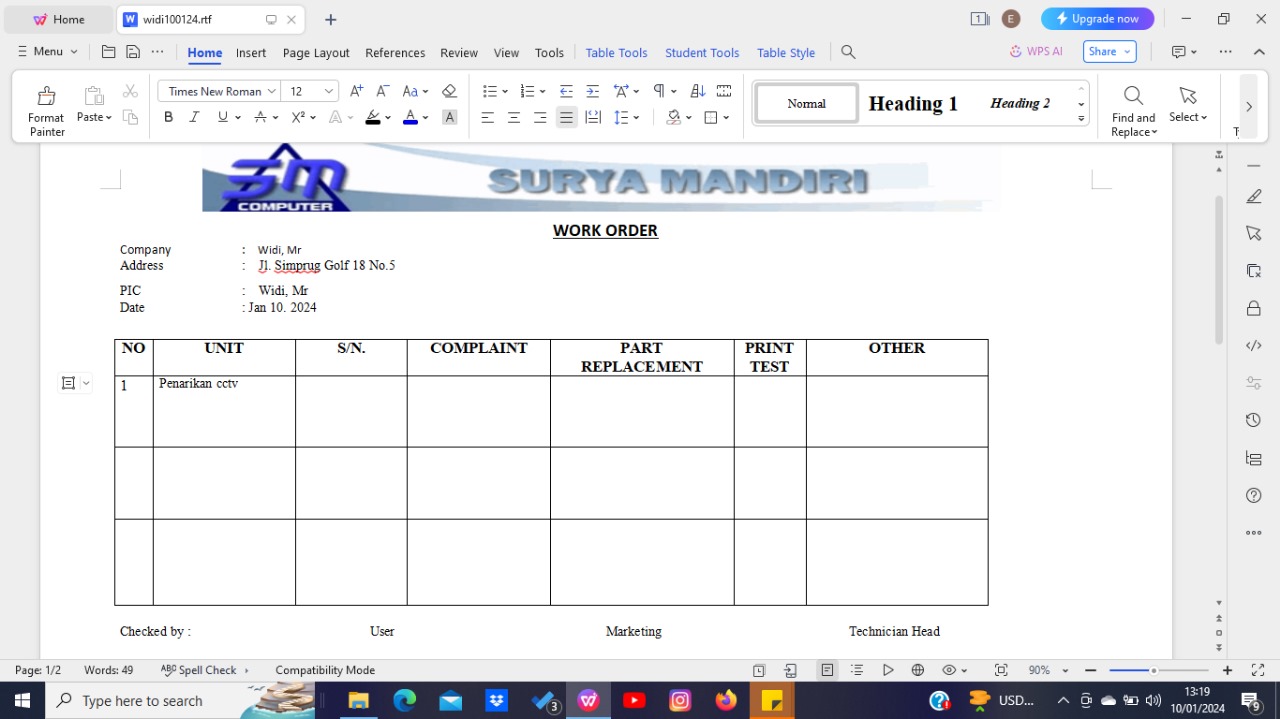 Home
widi100124.rtf
1
E
Upgrade now
Menu
Home
Insert
Page Layout
References
Review
View
Tools
Table Tools
Student Tools
Table Style
WPS AI
Share
Format
Painter
Paste
Times New Roman
12
Normal
Heading 1
Heading 2
Find and
Replace
Select
SM
COMPUTER
SURYA MANDIRI
WORK ORDER
Company : Widi, Mr
Address : Jl. Simprug Golf 18 No.5
PIC : Widi, Mr
Date : Jan 10. 2024
NO UNIT S/N. COMPLAINT PART REPLACEMENT PRINT TEST OTHER
1 Penarikan cctv
Checked by : User Marketing Technician Head
Page: 1/2
Words: 49
Spell Check
Compatibility Mode
90%
Type here to search
3
USD...
13:19
10/01/2024
9